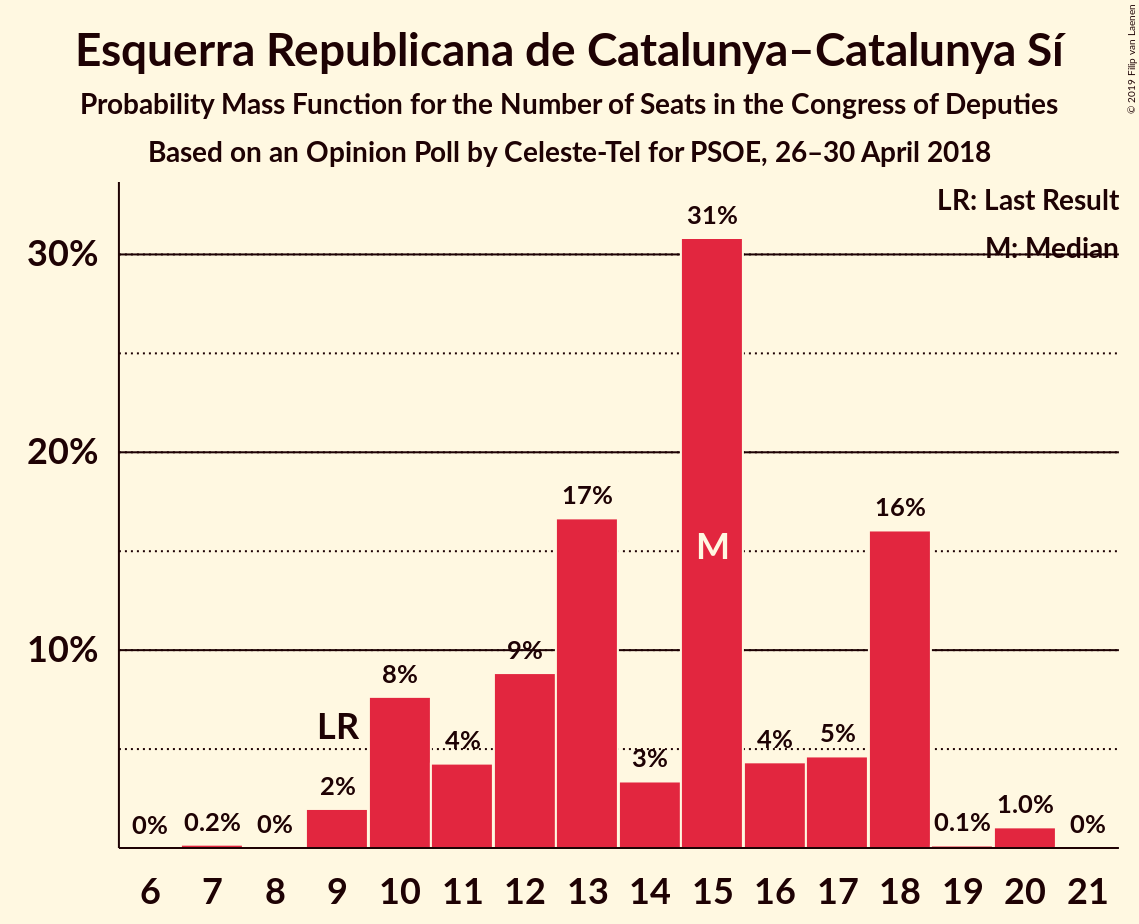 Esquerra Republicana de Catalunya–Catalunya Sí
Probability Mass Function for the Number of Seats in the Congress of Deputies
Based on an Opinion Poll by Celeste-Tel for PSOE, 26–30 April 2018
© 2019 Filip van Laenen
LR: Last Result
M: Median
30%
20%
10%
0% 0.2% 0% 2% 8% 4% 9% 17% 3% 31% 4% 5% 16% 0.1% 1.0% 0%
LR
M
6 7 8 9 10 11 12 13 14 15 16 17 18 19 20 21